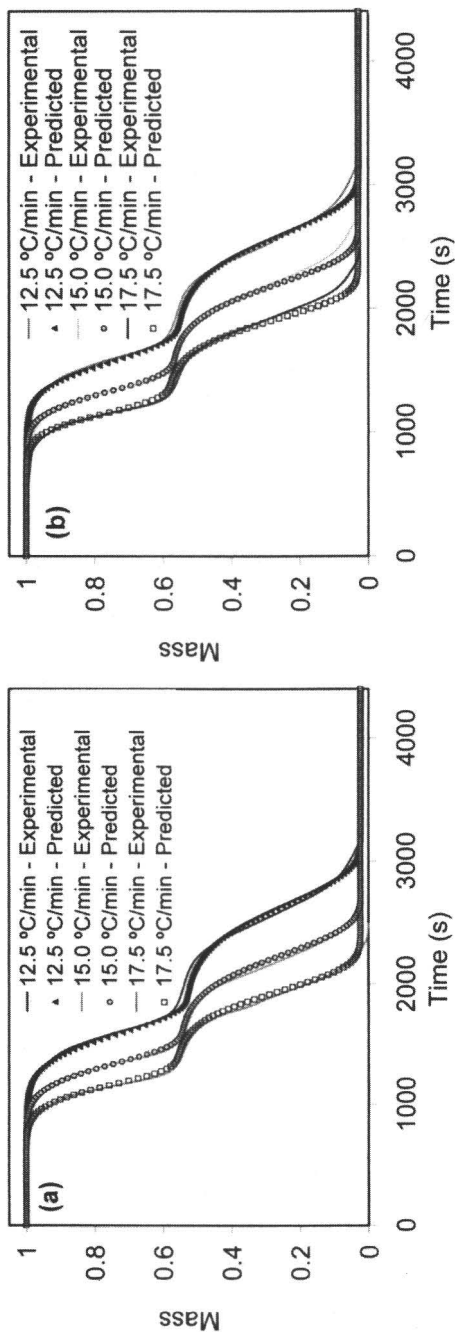 (a)
— 12.5 ºC/min - Experimental
▲ 12.5 ºC/min - Predicted
— 15.0 ºC/min - Experimental
○ 15.0 ºC/min - Predicted
— 17.5 ºC/min - Experimental
□ 17.5 ºC/min - Predicted
Mass
1
0.8
0.6
0.4
0.2
0
0
1000
2000
3000
4000
Time (s)
(b)
— 12.5 ºC/min - Experimental
▲ 12.5 ºC/min - Predicted
— 15.0 ºC/min - Experimental
○ 15.0 ºC/min - Predicted
— 17.5 ºC/min - Experimental
□ 17.5 ºC/min - Predicted
Mass
1
0.8
0.6
0.4
0.2
0
0
1000
2000
3000
4000
Time (s)